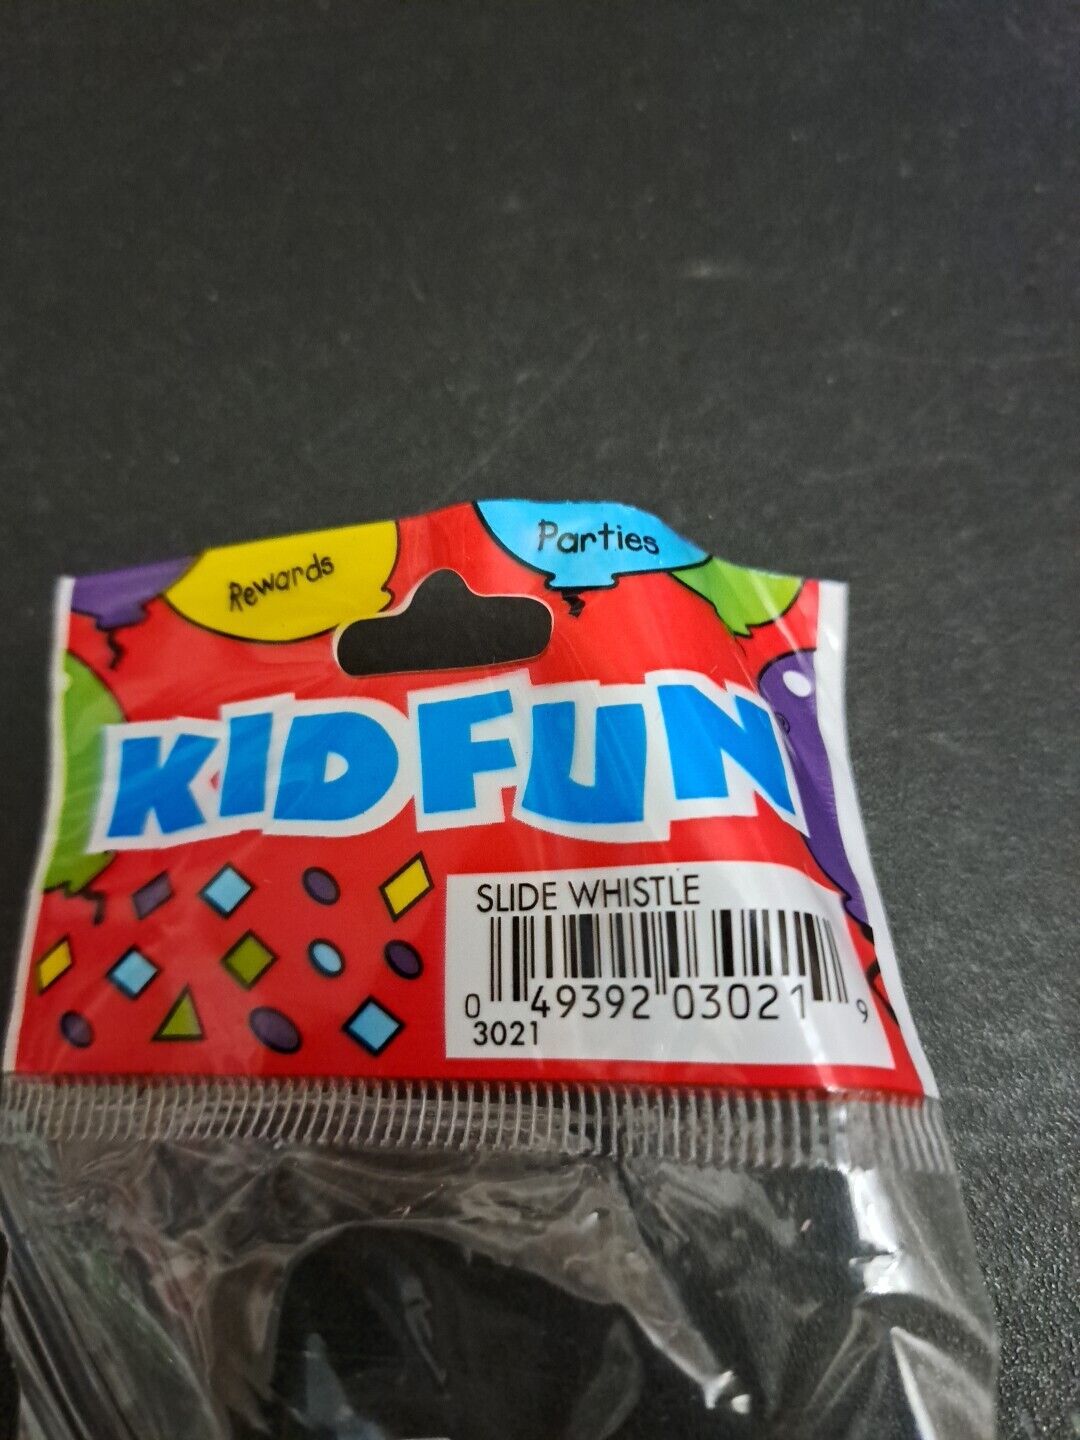 Rewards
Parties
KIDFUN
SLIDE WHISTLE
0 49392 03021 9
3021